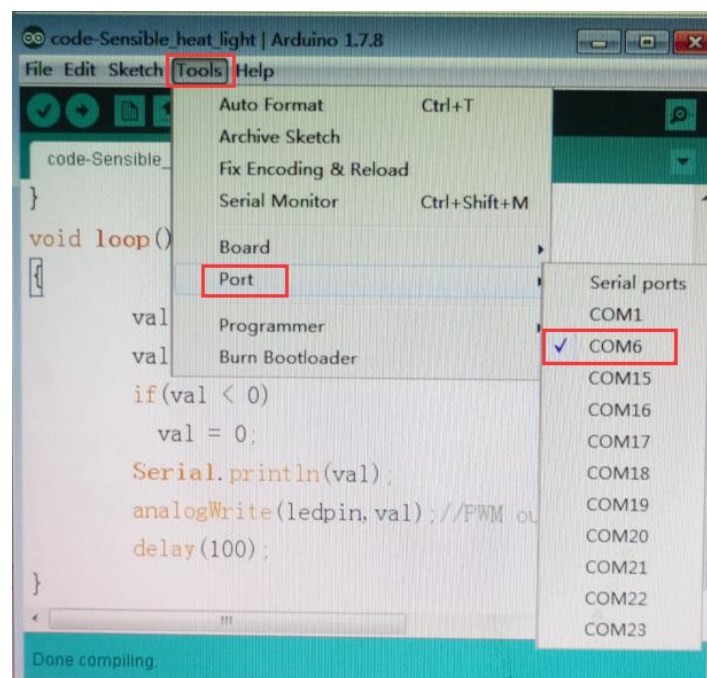 code-Sensible_heat_light | Arduino 1.7.8
File Edit Sketch Tools Help
Auto Format Ctrl+T
Archive Sketch
Fix Encoding & Reload
Serial Monitor Ctrl+Shift+M
Board
Port
Programmer
Burn Bootloader
Serial ports
COM1
COM6
COM15
COM16
COM17
COM18
COM19
COM20
COM21
COM22
COM23
code-Sensible_
}
void loop()
{
val
val
if(val < 0)
val = 0;
Serial.println(val);
analogWrite(ledpin,val);//PWM ou
delay(100);
}
Done compiling.